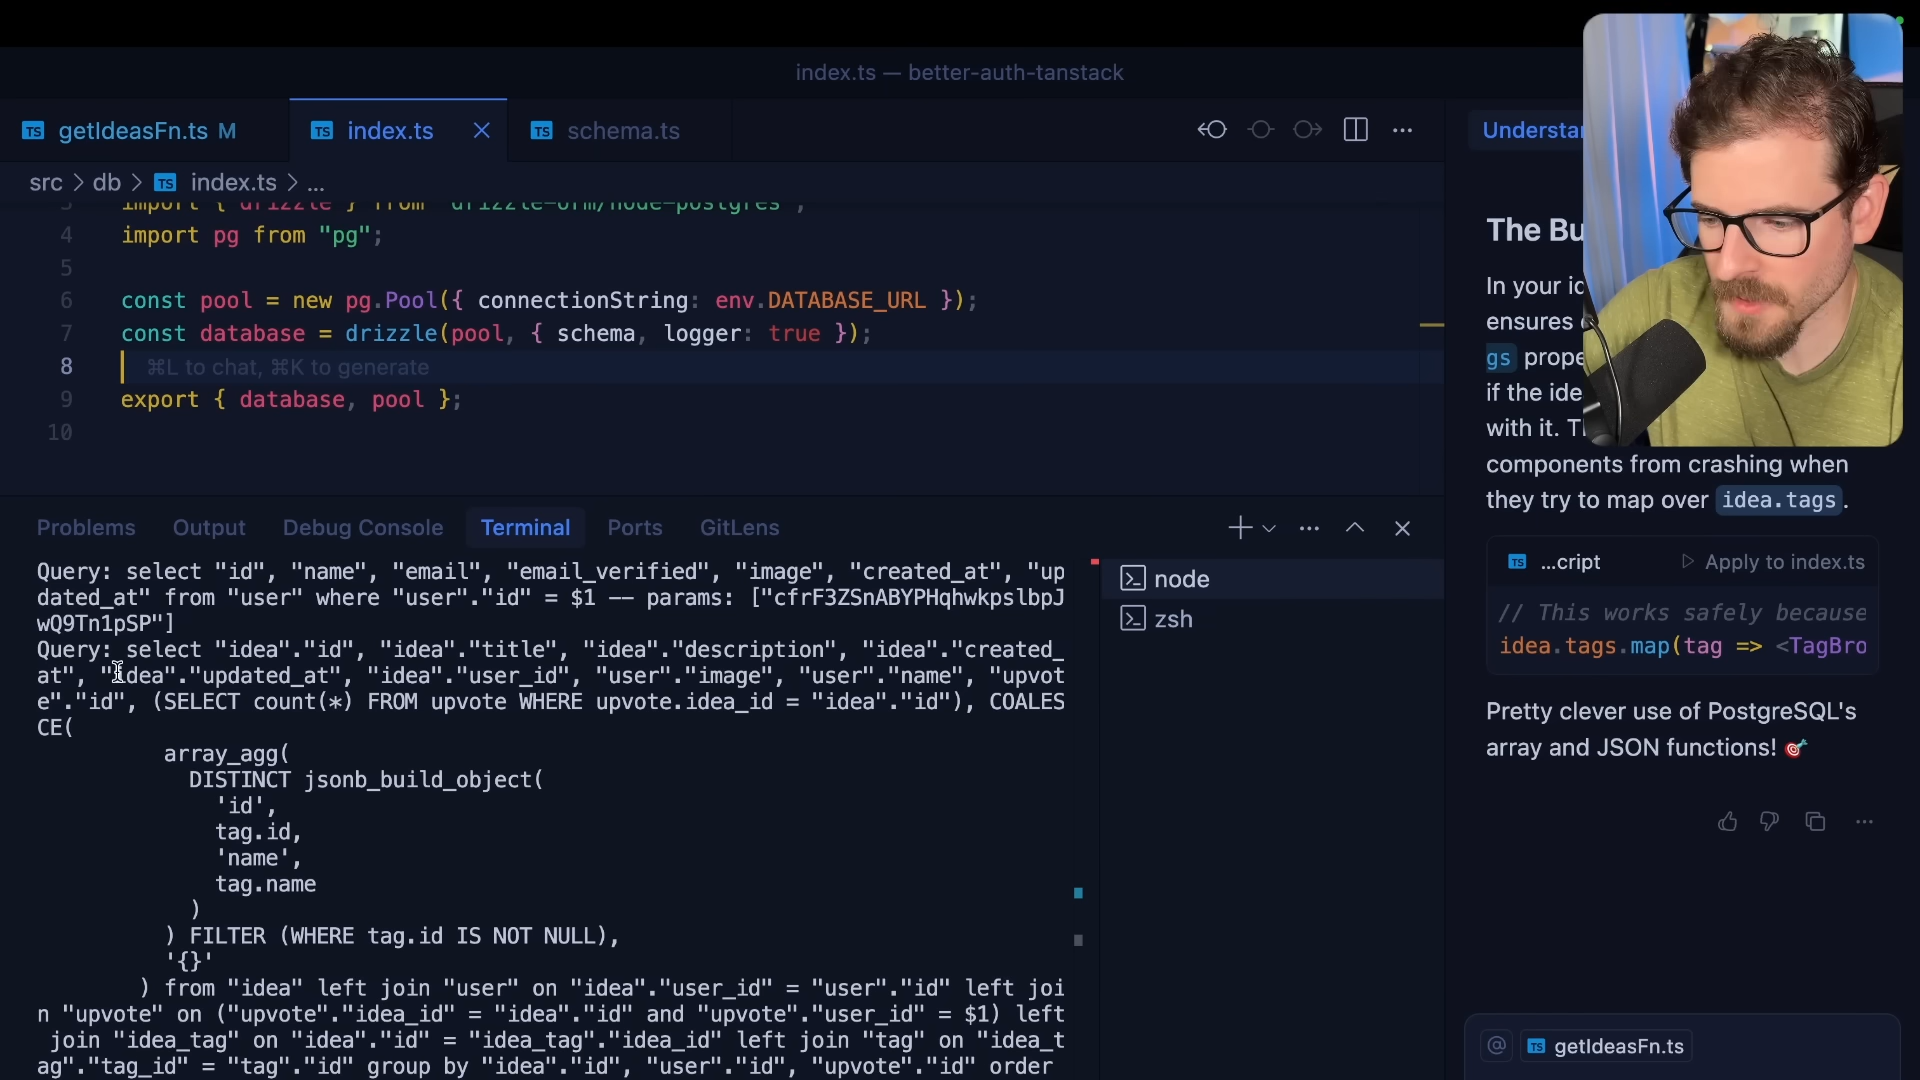 index.ts — better-auth-tanstack
getIdeasFn.ts M
index.ts
schema.ts
src > db > index.ts > ...
3 import { drizzle } from "drizzle-orm/node-postgres";
4 import pg from "pg";
5
6 const pool = new pg.Pool({ connectionString: env.DATABASE_URL });
7 const database = drizzle(pool, { schema, logger: true });
8 ⌘L to chat, ⌘K to generate
9 export { database, pool };
10
Problems Output Debug Console Terminal Ports GitLens
Query: select "id", "name", "email", "email_verified", "image", "created_at", "up
dated_at" from "user" where "user"."id" = $1 -- params: ["cfrF3ZSnABYPHqhwkpslbpJ
wQ9Tn1pSP"]
Query: select "idea"."id", "idea"."title", "idea"."description", "idea"."created_
at", "idea"."updated_at", "idea"."user_id", "user"."image", "user"."name", "upvot
e"."id", (SELECT count(*) FROM upvote WHERE upvote.idea_id = "idea"."id"), COALES
CE(
array_agg(
DISTINCT jsonb_build_object(
'id',
tag.id,
'name',
tag.name
)
) FILTER (WHERE tag.id IS NOT NULL),
'{}'
) from "idea" left join "user" on "idea"."user_id" = "user"."id" left joi
n "upvote" on ("upvote"."idea_id" = "idea"."id" and "upvote"."user_id" = $1) left
join "idea_tag" on "idea"."id" = "idea_tag"."idea_id" left join "tag" on "idea_t
ag"."tag_id" = "tag"."id" group by "idea"."id", "user"."id", "upvote"."id" order
node
zsh
Understa
The Bu
In your i
ensures
gs prope
if the ide
with it. T
components from crashing when
they try to map over idea.tags.
...cript Apply to index.ts
// This works safely because
idea.tags.map(tag => <TagBro
Pretty clever use of PostgreSQL's
array and JSON functions! 🎯
@ getIdeasFn.ts